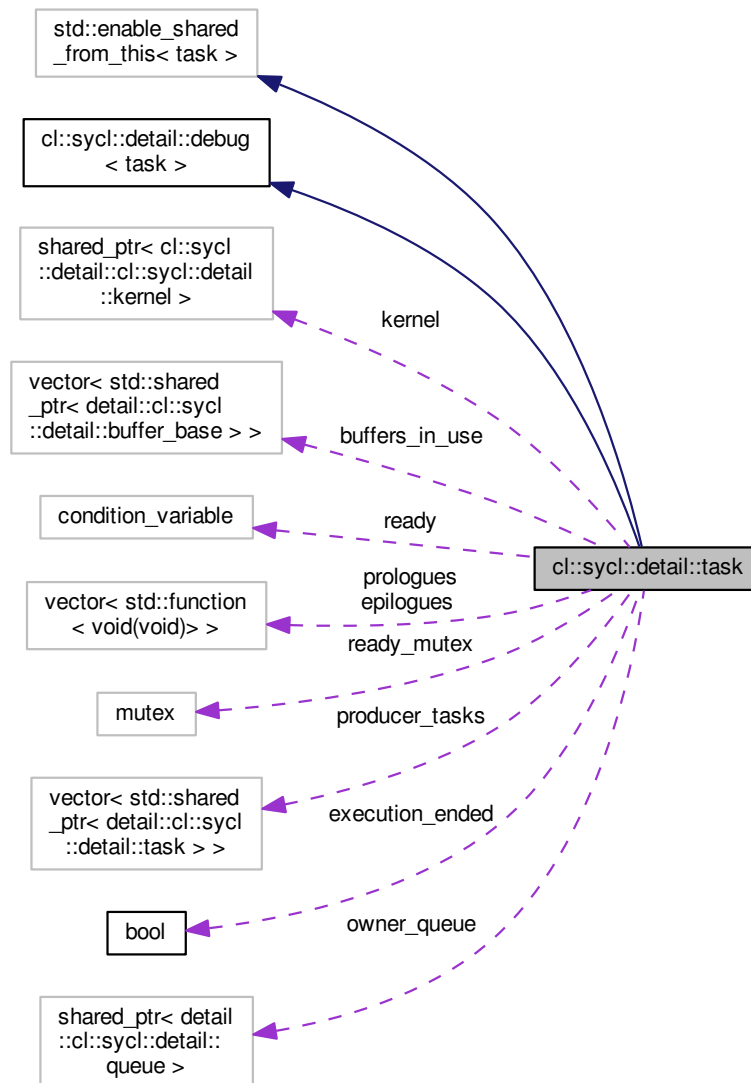 std::enable_shared
_from_this< task >
cl::sycl::detail::debug
< task >
shared_ptr< cl::sycl
::detail::cl::sycl::detail
::kernel >
kernel
vector< std::shared
_ptr< detail::cl::sycl
::detail::buffer_base > >
buffers_in_use
condition_variable
ready
cl::sycl::detail::task
vector< std::function
< void(void)> >
prologues
epilogues
ready_mutex
mutex
producer_tasks
vector< std::shared
_ptr< detail::cl::sycl
::detail::task > >
execution_ended
bool
owner_queue
shared_ptr< detail
::cl::sycl::detail::
queue >